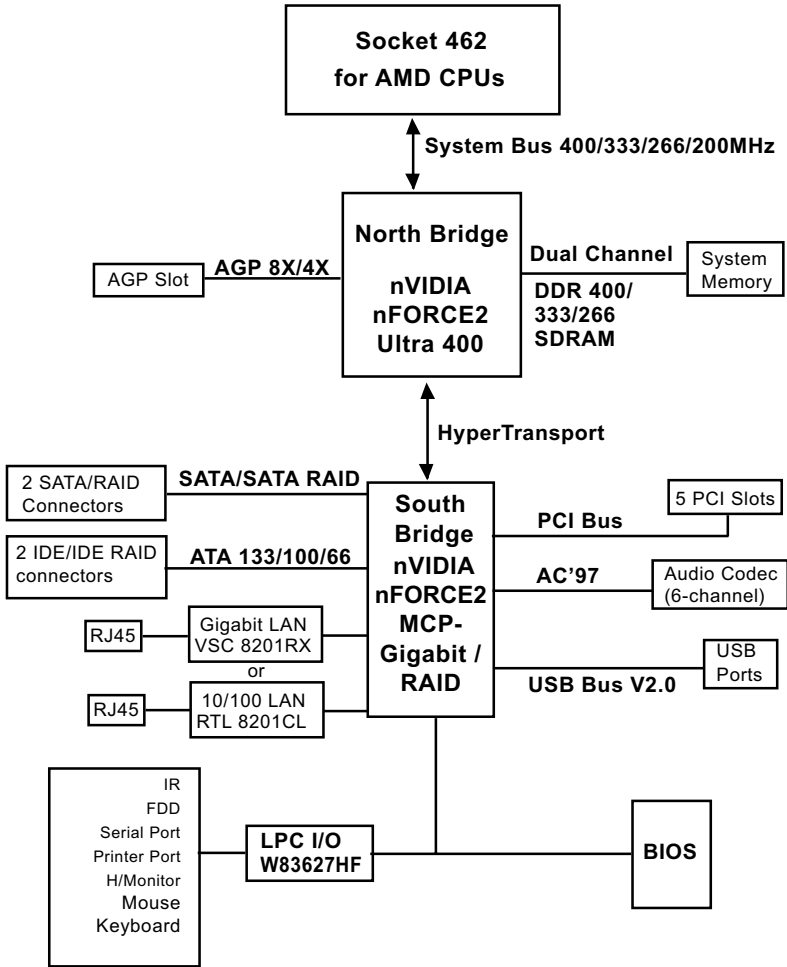 Socket 462
for AMD CPUs
System Bus 400/333/266/200MHz
North Bridge
nVIDIA
nFORCE2
Ultra 400
AGP Slot
AGP 8X/4X
Dual Channel
DDR 400/
333/266
SDRAM
System
Memory
HyperTransport
2 SATA/RAID
Connectors
SATA/SATA RAID
2 IDE/IDE RAID
connectors
ATA 133/100/66
RJ45
Gigabit LAN
VSC 8201RX
or
RJ45
10/100 LAN
RTL 8201CL
South
Bridge
nVIDIA
nFORCE2
MCP-
Gigabit /
RAID
PCI Bus
5 PCI Slots
AC’97
Audio Codec
(6-channel)
USB Bus V2.0
USB
Ports
IR
FDD
Serial Port
Printer Port
H/Monitor
Mouse
Keyboard
LPC I/O
W83627HF
BIOS